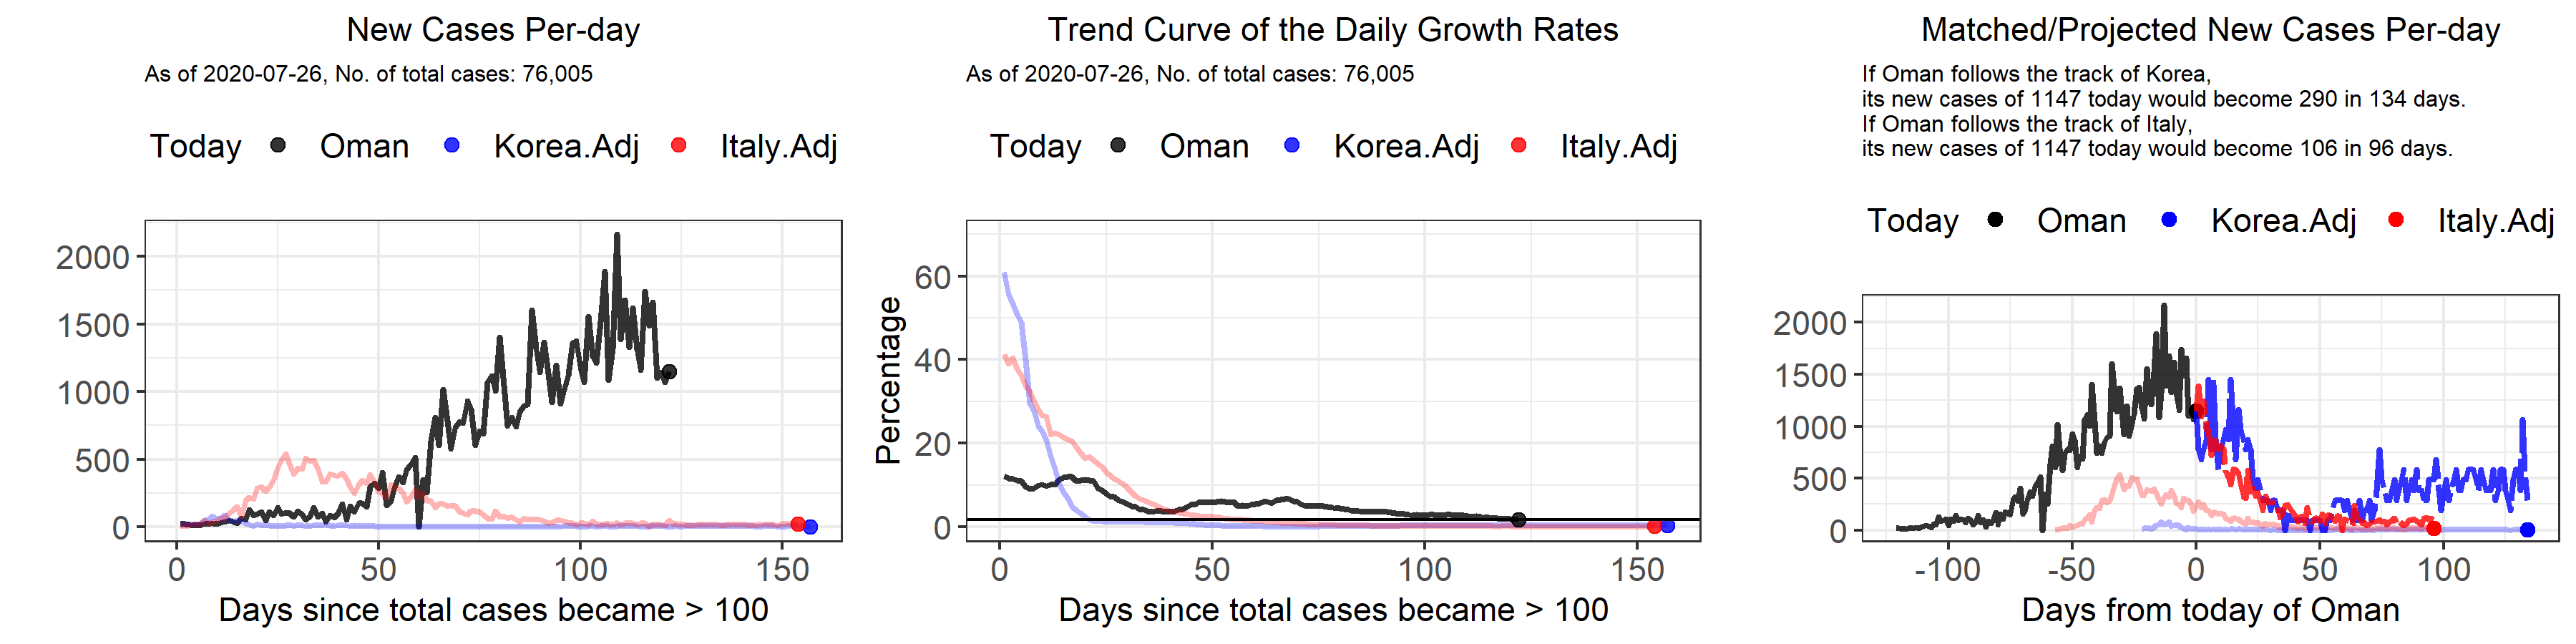 New Cases Per-day
As of 2020-07-26, No. of total cases: 76,005
Today Oman Korea.Adj Italy.Adj
2000
1500
1000
500
0
0 50 100 150
Days since total cases became > 100
Trend Curve of the Daily Growth Rates
As of 2020-07-26, No. of total cases: 76,005
Today Oman Korea.Adj Italy.Adj
Percentage
60
40
20
0
0 50 100 150
Days since total cases became > 100
Matched/Projected New Cases Per-day
If Oman follows the track of Korea,
its new cases of 1147 today would become 290 in 134 days.
If Oman follows the track of Italy,
its new cases of 1147 today would become 106 in 96 days.
Today Oman Korea.Adj Italy.Adj
2000
1500
1000
500
0
-100 -50 0 50 100
Days from today of Oman